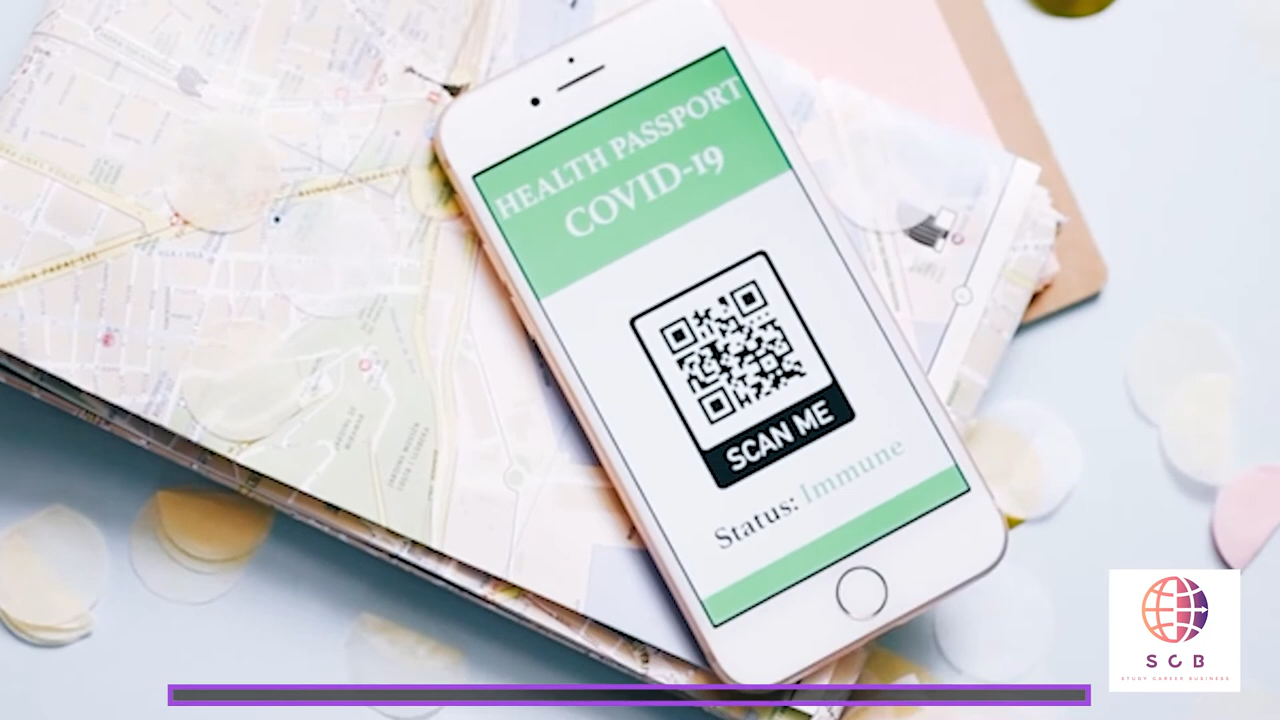 HEALTH PASSPORT
COVID-19
SCAN ME
Status: Immune
SCB
STUDY CAREER BUSINESS